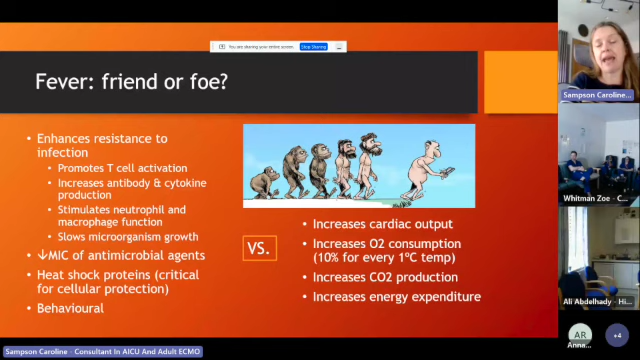 You are sharing your entire screen
Stop Sharing
Fever: friend or foe?
• Enhances resistance to
infection
• Promotes T cell activation
• Increases antibody & cytokine
production
• Stimulates neutrophil and
macrophage function
• Slows microorganism growth
• ↓MIC of antimicrobial agents
• Heat shock proteins (critical
for cellular protection)
• Behavioural
VS.
• Increases cardiac output
• Increases O2 consumption
(10% for every 1ºC temp)
• Increases CO2 production
• Increases energy expenditure
Sampson Caroline...
Whitman Zoe - C...
Ali Abdelhady - Hi...
AR
Anna...
+4
Sampson Caroline - Consultant In AICU And Adult ECMO